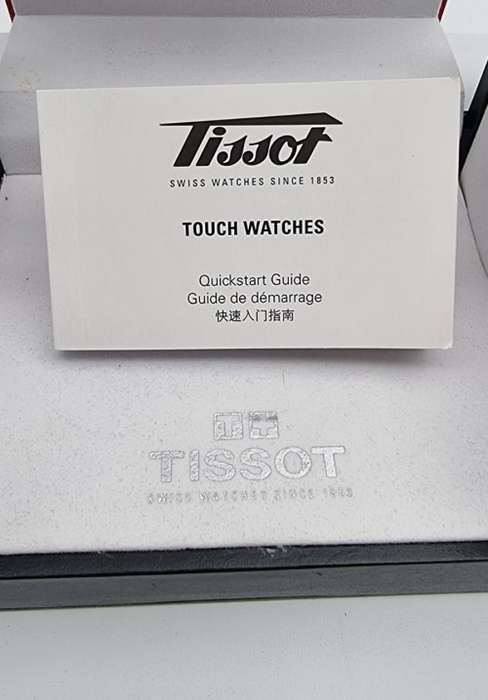 Tissot
SWISS WATCHES SINCE 1853
TOUCH WATCHES
Quickstart Guide
Guide de démarrage
快速入门指南
TISSOT
SWISS WATCHES SINCE 1853